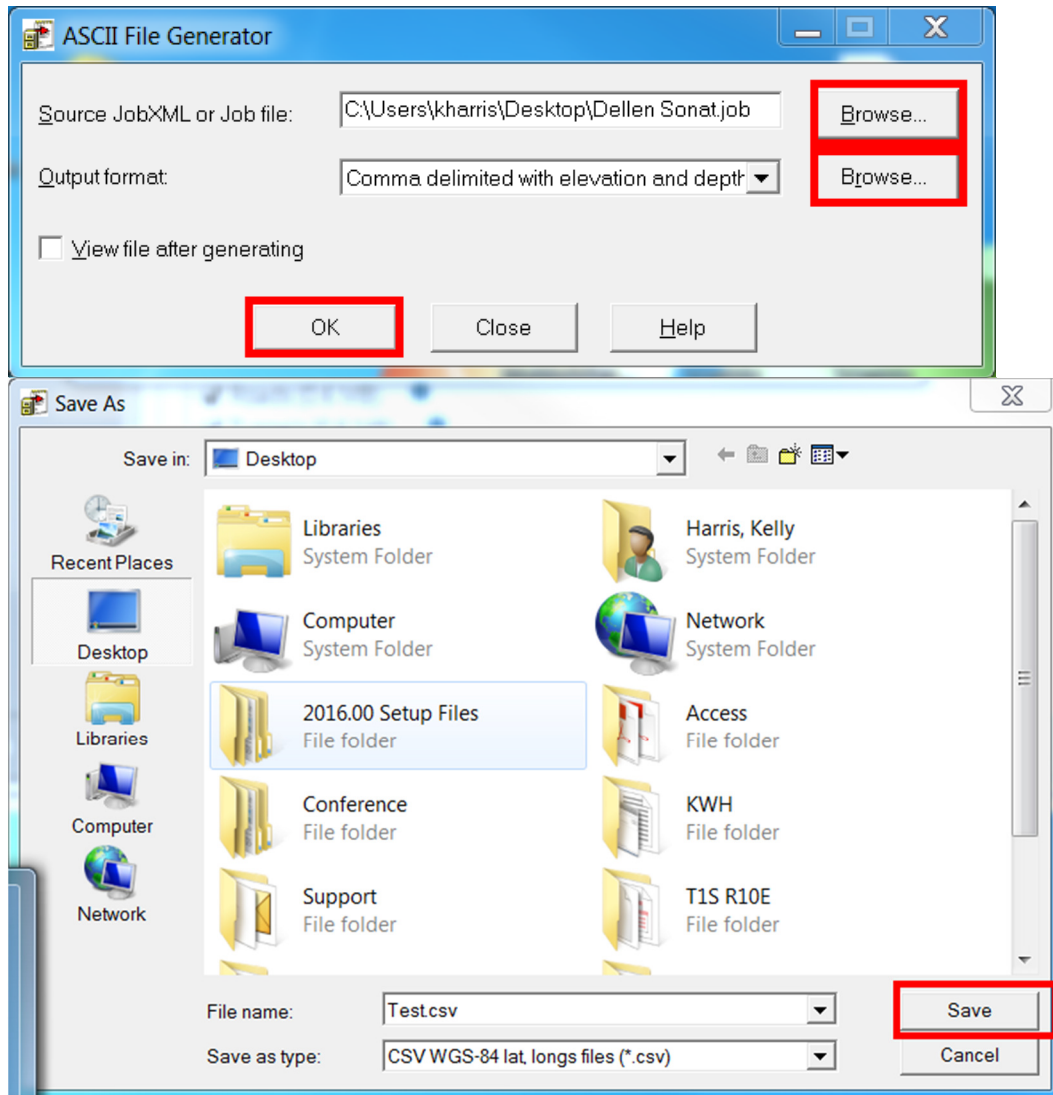 ASCII File Generator
Source JobXML or Job file:
C:\Users\kharris\Desktop\Dellen Sonat.job
Browse...
Output format:
Comma delimited with elevation and depth
Browse...
View file after generating
OK
Close
Help
Save As
Save in:
Desktop
Recent Places
Desktop
Libraries
Computer
Network
Libraries
System Folder
Harris, Kelly
System Folder
Computer
System Folder
Network
System Folder
2016.00 Setup Files
File folder
Access
File folder
Conference
File folder
KWH
File folder
Support
File folder
T1S R10E
File folder
File name:
Test.csv
Save
Save as type:
CSV WGS-84 lat, longs files (*.csv)
Cancel